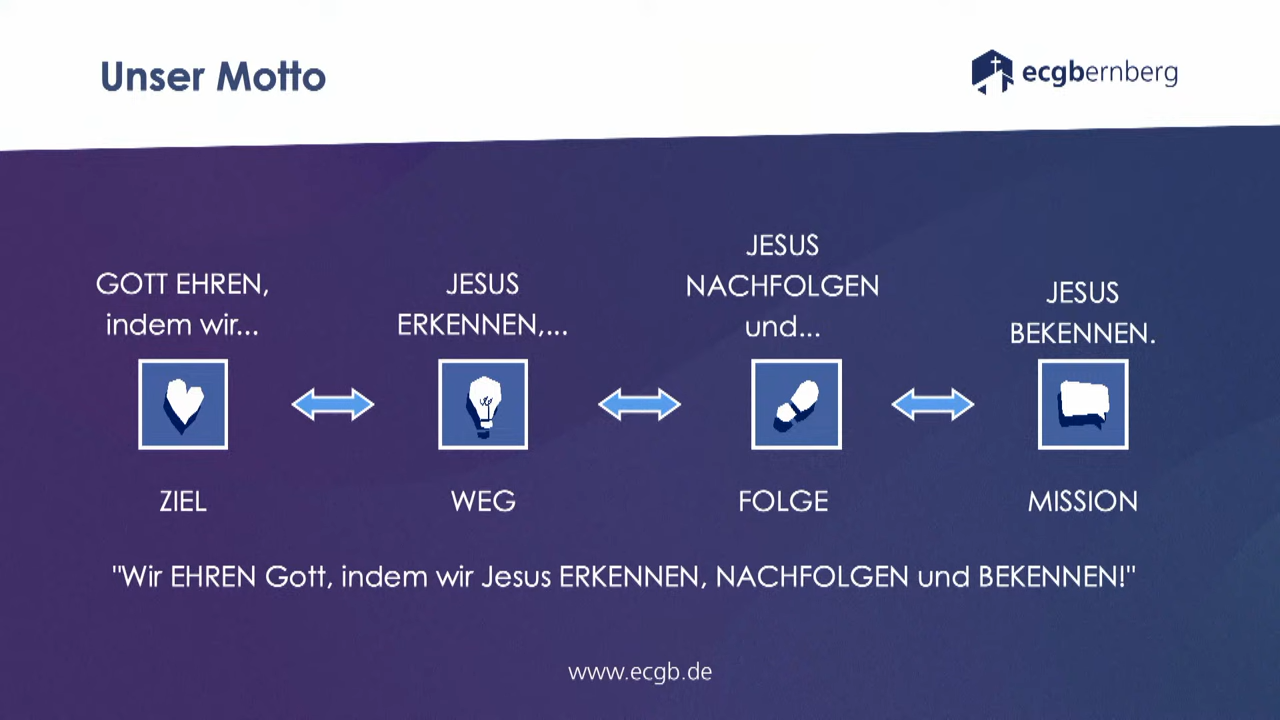 Unser Motto
ecgbernberg
GOTT EHREN,
indem wir...
JESUS
ERKENNEN,...
JESUS
NACHFOLGEN
und...
JESUS
BEKENNEN.
ZIEL
WEG
FOLGE
MISSION
"Wir EHREN Gott, indem wir Jesus ERKENNEN, NACHFOLGEN und BEKENNEN!"
www.ecgb.de